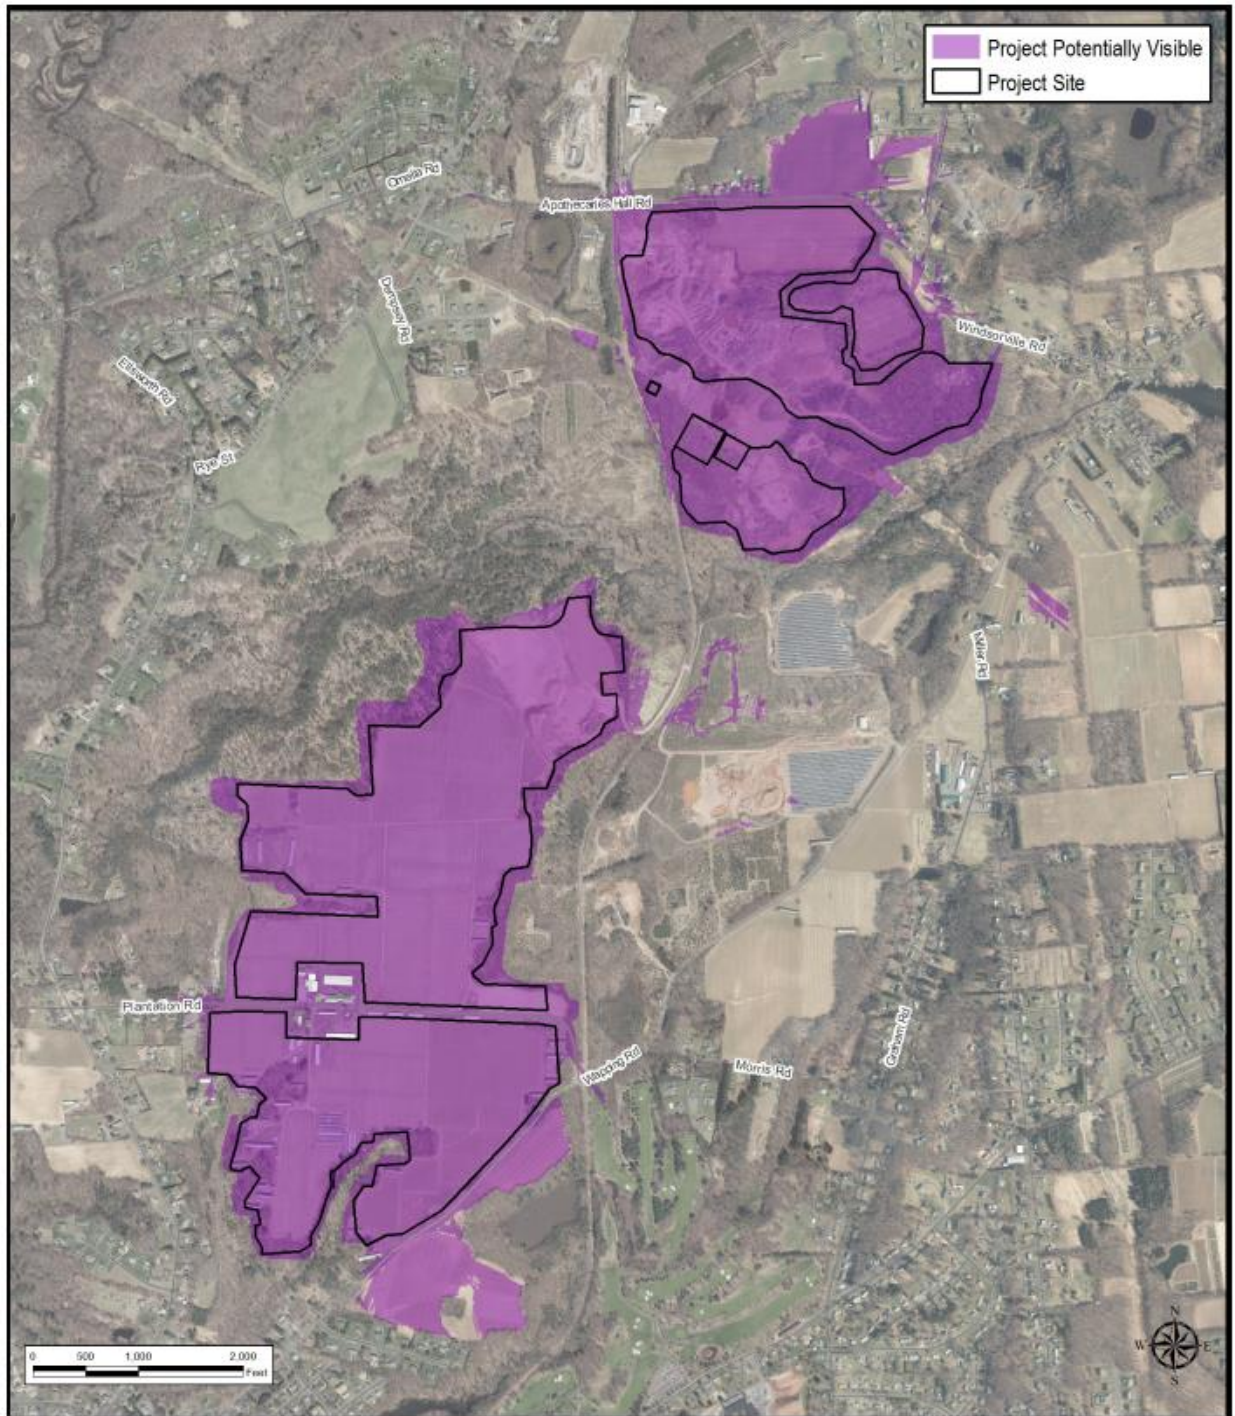 Project Potentially Visible
Project Site
Omelia Rd
Apothecaries Hall Rd
Dempsey Rd
Windsorville Rd
Ellsworth Rd
Rye St
Miller Rd
Plantation Rd
Wapping Rd
Morris Rd
Graham Rd
0 500 1,000 2,000
Feet
N
W E
S